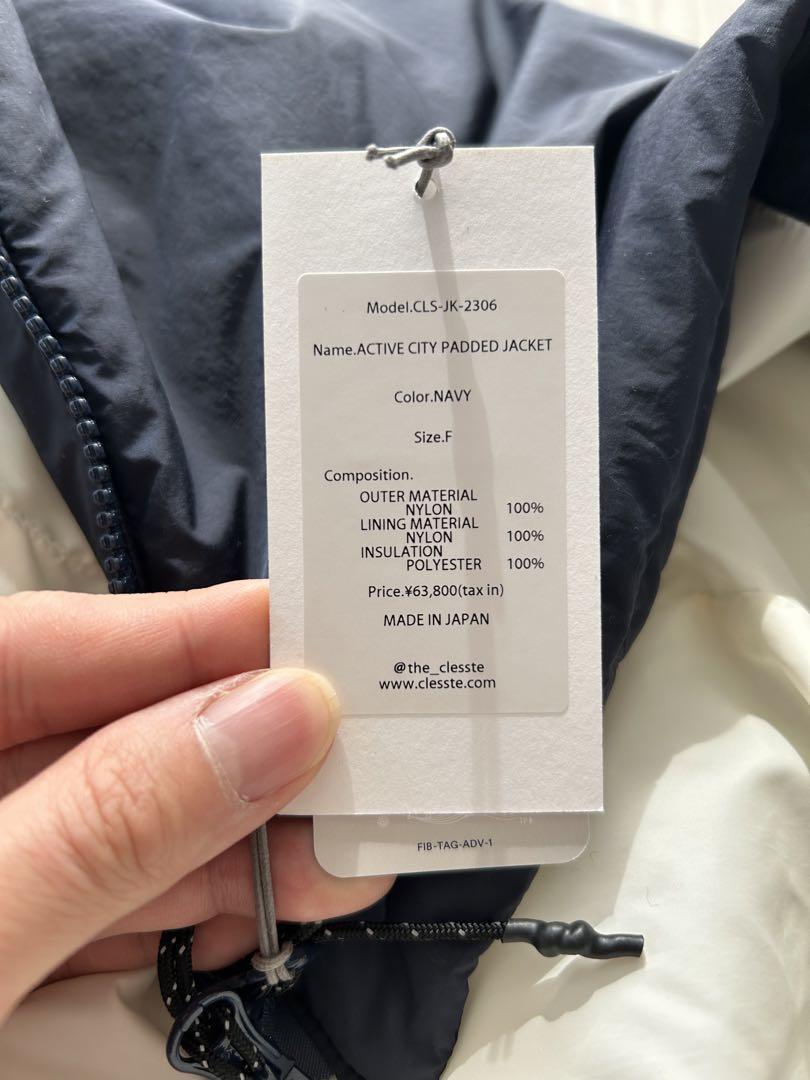 Model.CLS-JK-2306
Name.ACTIVE CITY PADDED JACKET
Color.NAVY
Size.F
Composition.
OUTER MATERIAL
NYLON 100%
LINING MATERIAL
NYLON 100%
INSULATION
POLYESTER 100%
Price.¥63,800(tax in)
MADE IN JAPAN
@the_clesste
www.clesste.com
FIB-TAG-ADV-1